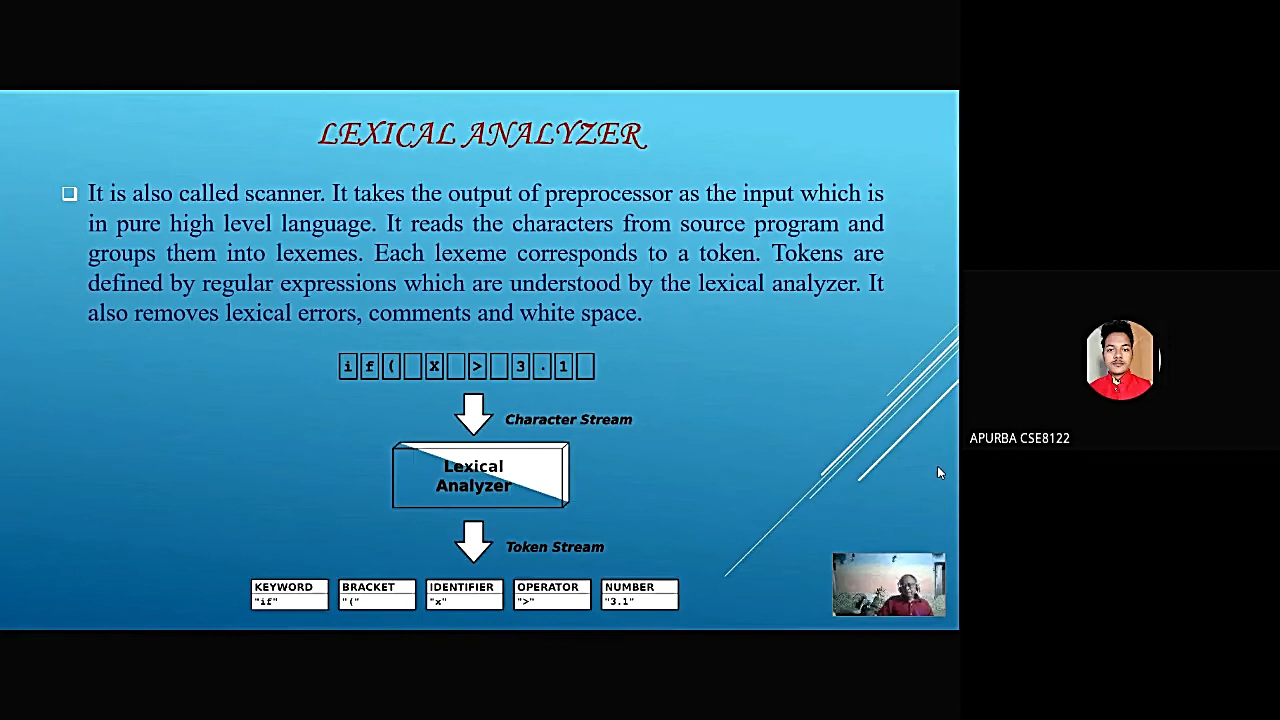 LEXICAL ANALYZER
It is also called scanner. It takes the output of preprocessor as the input which is
in pure high level language. It reads the characters from source program and
groups them into lexemes. Each lexeme corresponds to a token. Tokens are
defined by regular expressions which are understood by the lexical analyzer. It
also removes lexical errors, comments and white space.
if( X > 3.1
Character Stream
Lexical
Analyzer
Token Stream
KEYWORD BRACKET IDENTIFIER OPERATOR NUMBER
"if" "(" "x" ">" "3.1"
APURBA CSE8122